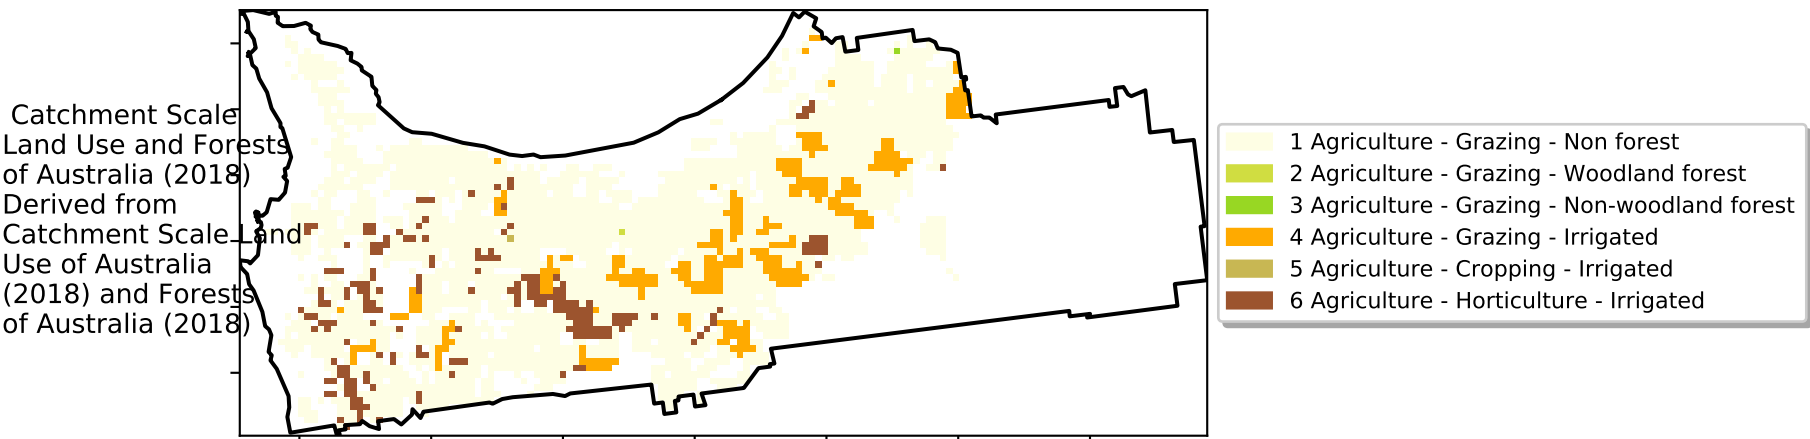 Catchment Scale
Land Use and Forests
of Australia (2018)
Derived from
Catchment Scale Land
Use of Australia
(2018) and Forests
of Australia (2018)
1 Agriculture - Grazing - Non forest
2 Agriculture - Grazing - Woodland forest
3 Agriculture - Grazing - Non-woodland forest
4 Agriculture - Grazing - Irrigated
5 Agriculture - Cropping - Irrigated
6 Agriculture - Horticulture - Irrigated